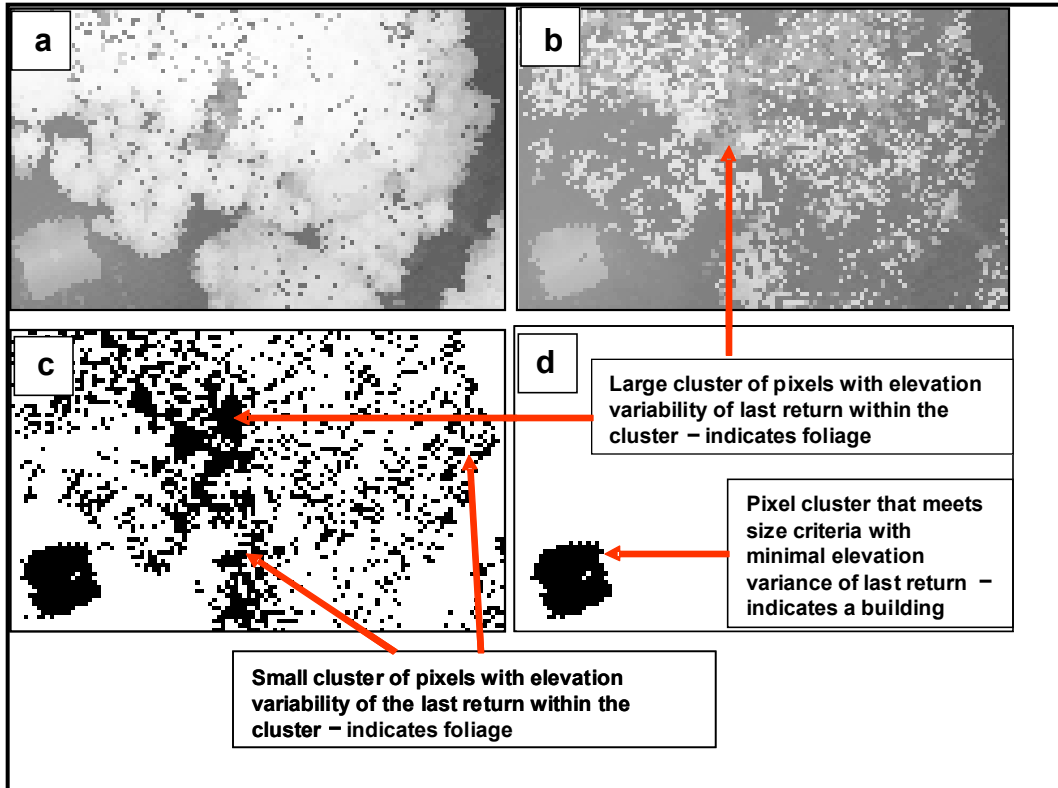 a
b
c
d
Large cluster of pixels with elevation
variability of last return within the
cluster – indicates foliage
Pixel cluster that meets
size criteria with
minimal elevation
variance of last return –
indicates a building
Small cluster of pixels with elevation
variability of the last return within the
cluster – indicates foliage